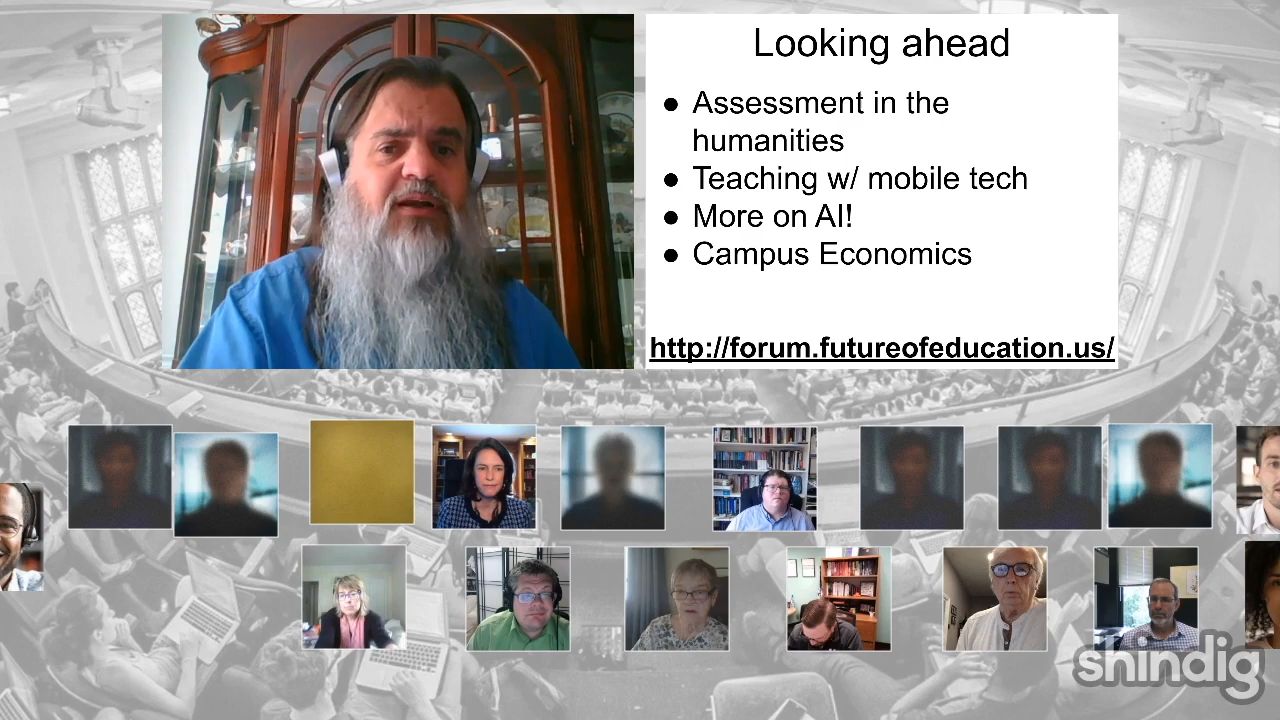 Looking ahead
● Assessment in the
humanities
● Teaching w/ mobile tech
● More on AI!
● Campus Economics
http://forum.futureofeducation.us/
shindig